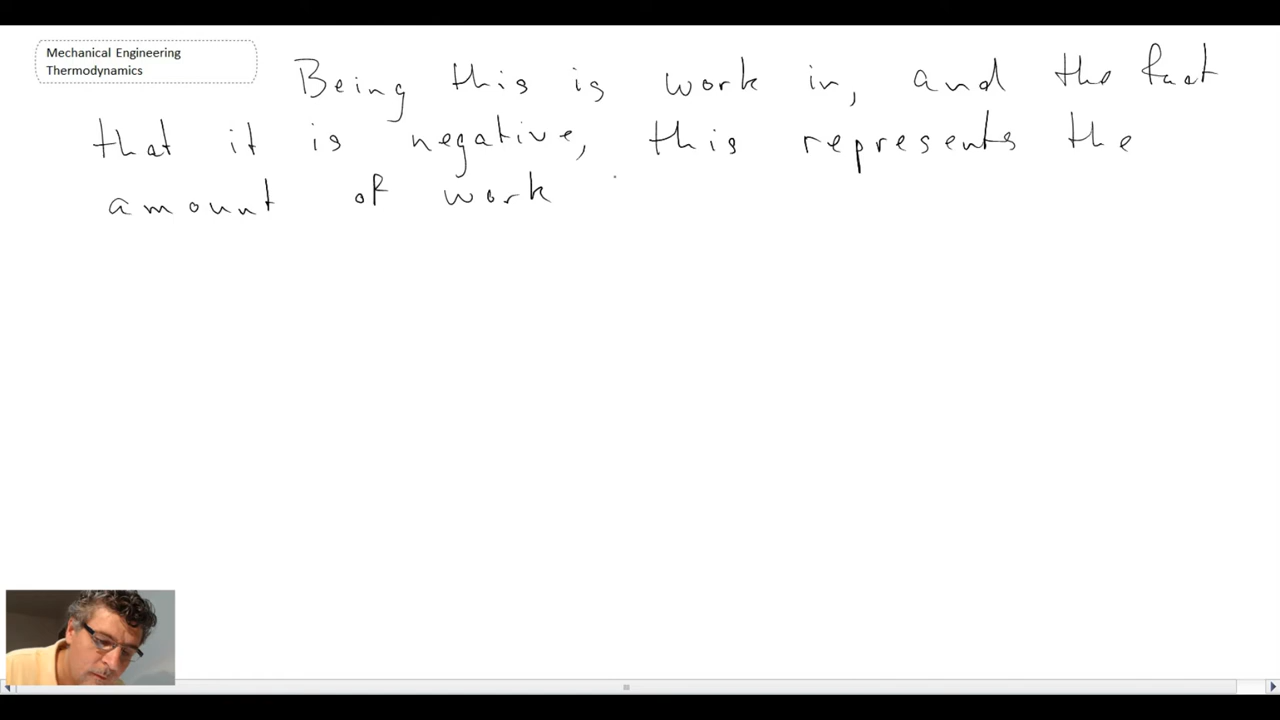 Mechanical Engineering
Thermodynamics
Being this is work in, and the fact
that it is negative, this represents the
amount of work